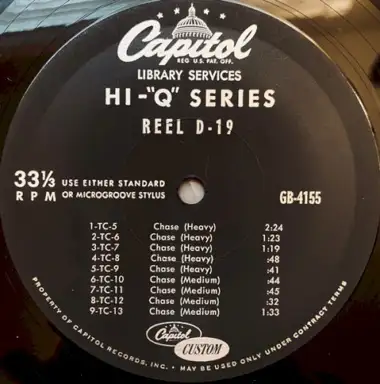 Capitol
REG. U.S. PAT. OFF.
LIBRARY SERVICES
HI-"Q" SERIES
REEL D-19
33⅓ RPM
USE EITHER STANDARD
OR MICROGROOVE STYLUS
GB-4155
1-TC-5 Chase (Heavy) 2:24
2-TC-6 Chase (Heavy) 1:23
3-TC-7 Chase (Heavy) 1:19
4-TC-8 Chase (Heavy) :48
5-TC-9 Chase (Heavy) :41
6-TC-10 Chase (Medium) :44
7-TC-11 Chase (Medium) :45
8-TC-12 Chase (Medium) :32
9-TC-13 Chase (Medium) 1:33
Capitol
CUSTOM
PROPERTY OF CAPITOL RECORDS, INC. • MAY BE USED ONLY UNDER CONTRACT TERMS